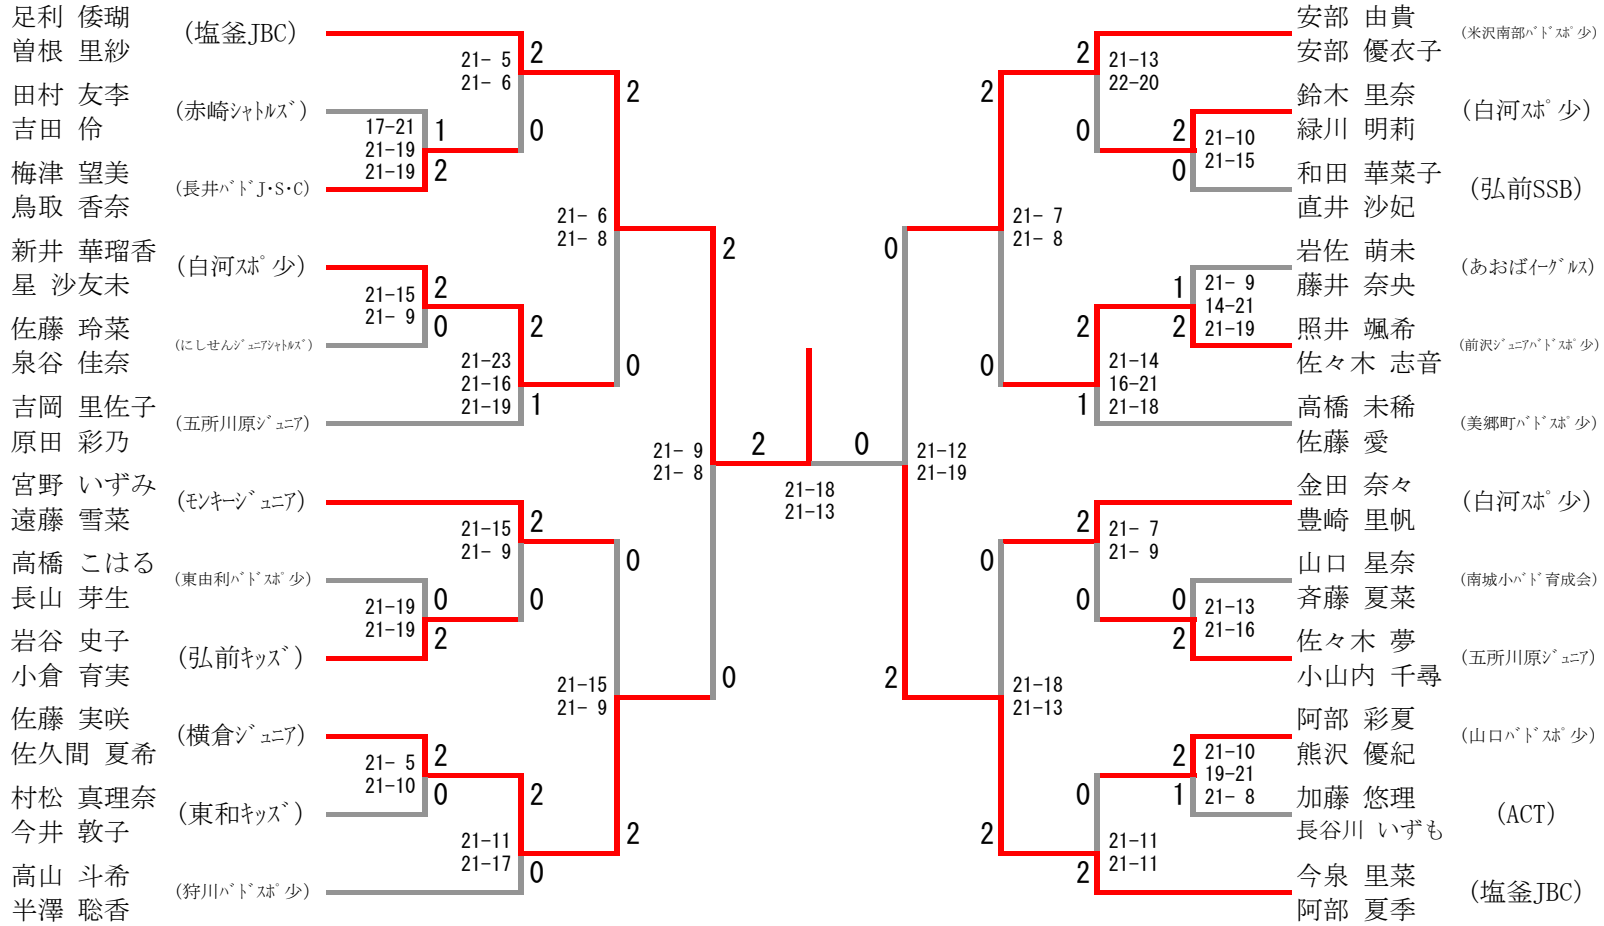 足利 倭瑚
曽根 里紗
(塩釜JBC)
田村 友李
吉田 伶
(赤崎ｼｬﾄﾙｽﾞ)
梅津 望美
鳥取 香奈
(長井ﾊﾞﾄﾞJ･S･C)
新井 華瑠香
星 沙友未
(白河ｽﾎﾟ少)
佐藤 玲菜
泉谷 佳奈
(にしせんｼﾞｭﾆｱｼｬﾄﾙｽﾞ)
吉岡 里佐子
原田 彩乃
(五所川原ｼﾞｭﾆｱ)
宮野 いずみ
遠藤 雪菜
(ﾓﾝｷｰｼﾞｭﾆｱ)
高橋 こはる
長山 芽生
(東由利ﾊﾞﾄﾞｽﾎﾟ少)
岩谷 史子
小倉 育実
(弘前ｷｯｽﾞ)
佐藤 実咲
佐久間 夏希
(横倉ｼﾞｭﾆｱ)
村松 真理奈
今井 敦子
(東和ｷｯｽﾞ)
高山 斗希
半澤 聡香
(狩川ﾊﾞﾄﾞｽﾎﾟ少)
17-21
21-19
21-19
1
2
21-15
21- 9
2
0
21-19
21-19
0
2
21- 5
21-10
2
0
21- 5
21- 6
2
0
21-23
21-16
21-19
2
1
21-15
21- 9
2
0
21-11
21-17
2
0
21- 6
21- 8
2
0
21-15
21- 9
0
2
21- 9
21- 8
2
0
2
0
21-18
21-13
0
2
21-12
21-19
2
0
21- 7
21- 8
0
2
21-18
21-13
2
0
21-13
22-20
2
1
21-14
16-21
21-18
2
0
21- 7
21- 9
0
2
21-11
21-11
2
0
21-10
21-15
1
2
21- 9
14-21
21-19
0
2
21-13
21-16
2
1
21-10
19-21
21- 8
安部 由貴
安部 優衣子
(米沢南部ﾊﾞﾄﾞｽﾎﾟ少)
鈴木 里奈
緑川 明莉
(白河ｽﾎﾟ少)
和田 華菜子
直井 沙妃
(弘前SSB)
岩佐 萌未
藤井 奈央
(あおばｲｰｸﾞﾙｽ)
照井 颯希
佐々木 志音
(前沢ｼﾞｭﾆｱﾊﾞﾄﾞｽﾎﾟ少)
高橋 未稀
佐藤 愛
(美郷町ﾊﾞﾄﾞｽﾎﾟ少)
金田 奈々
豊崎 里帆
(白河ｽﾎﾟ少)
山口 星奈
斉藤 夏菜
(南城小ﾊﾞﾄﾞ育成会)
佐々木 夢
小山内 千尋
(五所川原ｼﾞｭﾆｱ)
阿部 彩夏
熊沢 優紀
(山口ﾊﾞﾄﾞｽﾎﾟ少)
加藤 悠理
長谷川 いずも
(ACT)
今泉 里菜
阿部 夏季
(塩釜JBC)